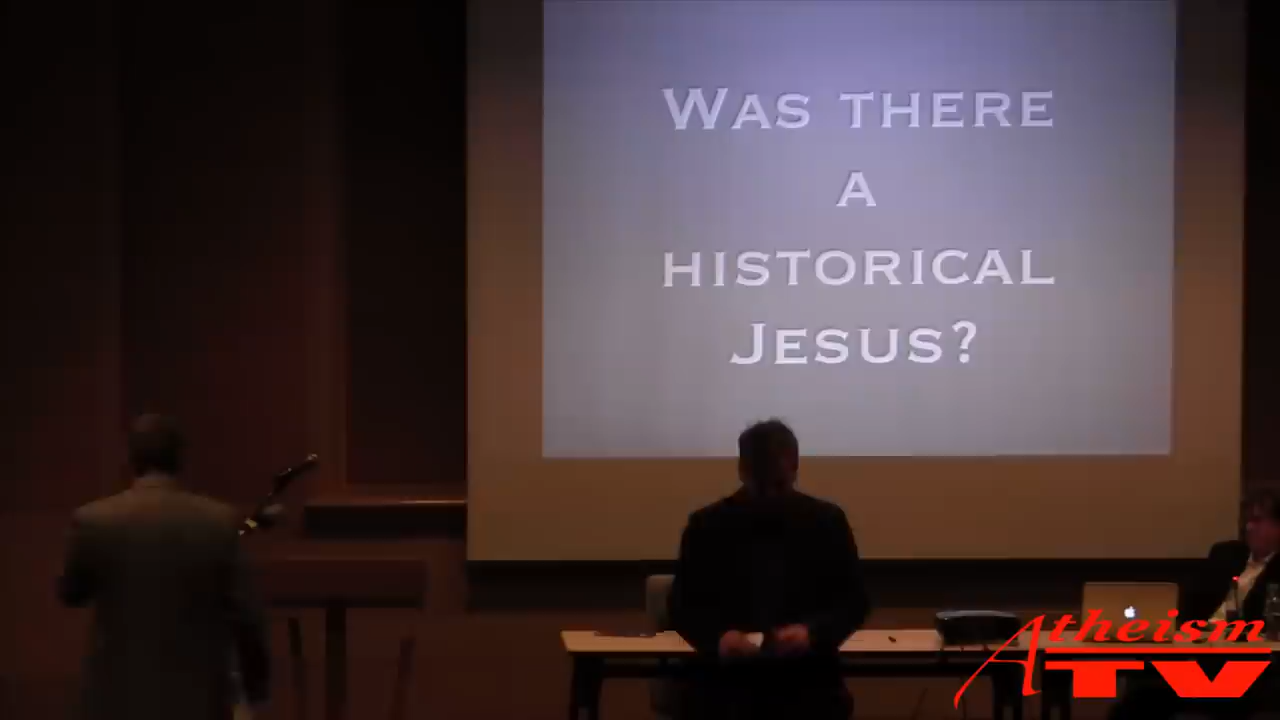 WAS THERE
A
HISTORICAL
JESUS?
Atheism
TV